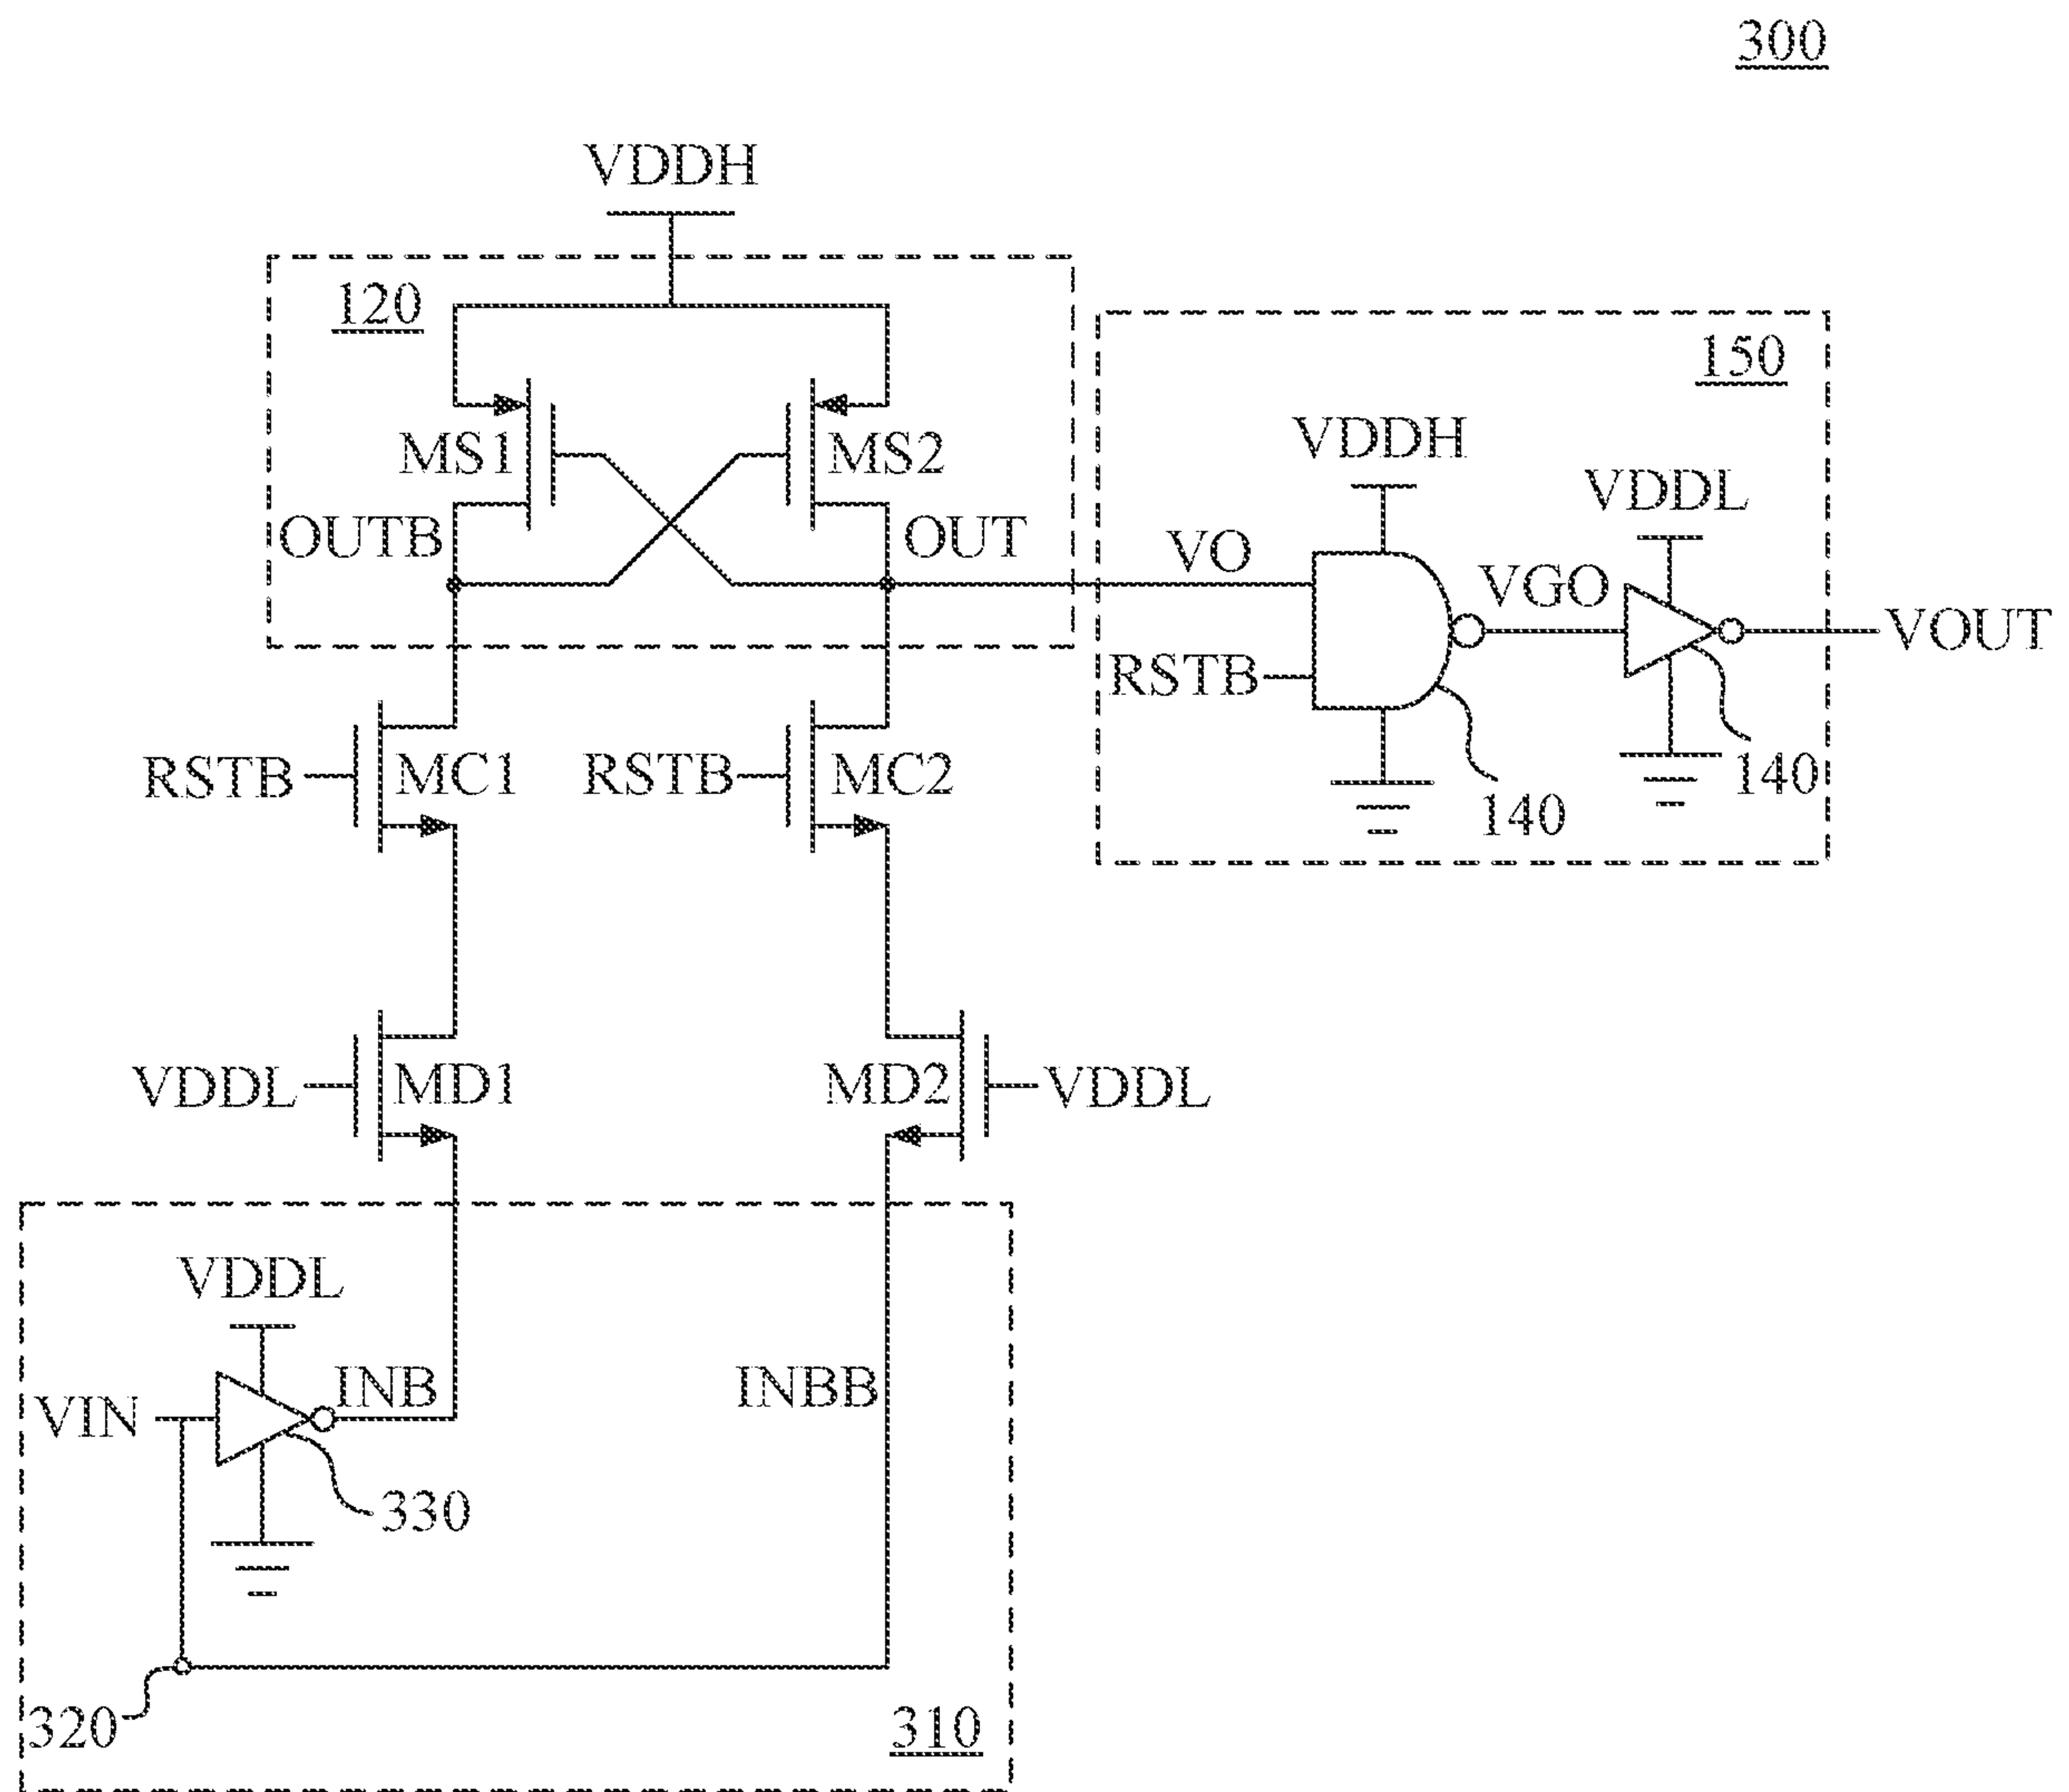 300
VDDH
120
150
MS1
MS2
VDDH
VDDL
OUTB
OUT
VO
VGO
VOUT
RSTB
RSTB
MC1
RSTB
MC2
140
140
VDDL
MD1
MD2
VDDL
VDDL
VIN
INB
INBB
330
320
310